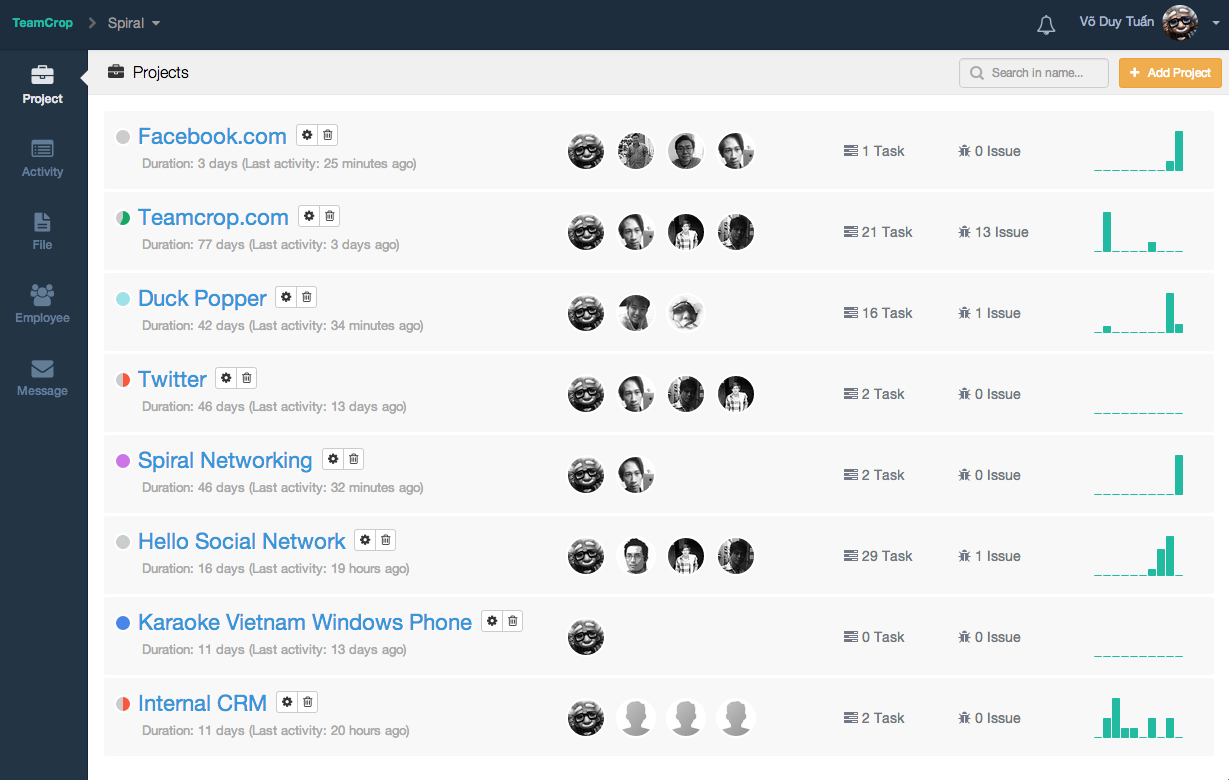 TeamCrop Spiral Võ Duy Tuấn
Project
Activity
File
Employee
Message
Projects Search in name... + Add Project
Facebook.com 1 Task 0 Issue
Duration: 3 days (Last activity: 25 minutes ago)
Teamcrop.com 21 Task 13 Issue
Duration: 77 days (Last activity: 3 days ago)
Duck Popper 16 Task 1 Issue
Duration: 42 days (Last activity: 34 minutes ago)
Twitter 2 Task 0 Issue
Duration: 46 days (Last activity: 13 days ago)
Spiral Networking 2 Task 0 Issue
Duration: 46 days (Last activity: 32 minutes ago)
Hello Social Network 29 Task 1 Issue
Duration: 16 days (Last activity: 19 hours ago)
Karaoke Vietnam Windows Phone 0 Task 0 Issue
Duration: 11 days (Last activity: 13 days ago)
Internal CRM 2 Task 0 Issue
Duration: 11 days (Last activity: 20 hours ago)